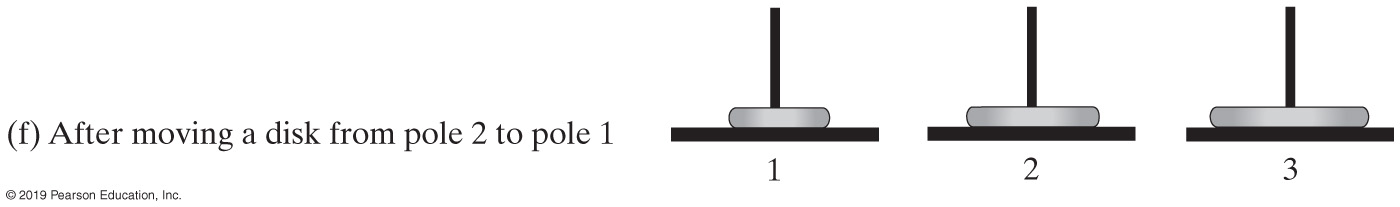 (f) After moving a disk from pole 2 to pole 1
1 2 3
© 2019 Pearson Education, Inc.